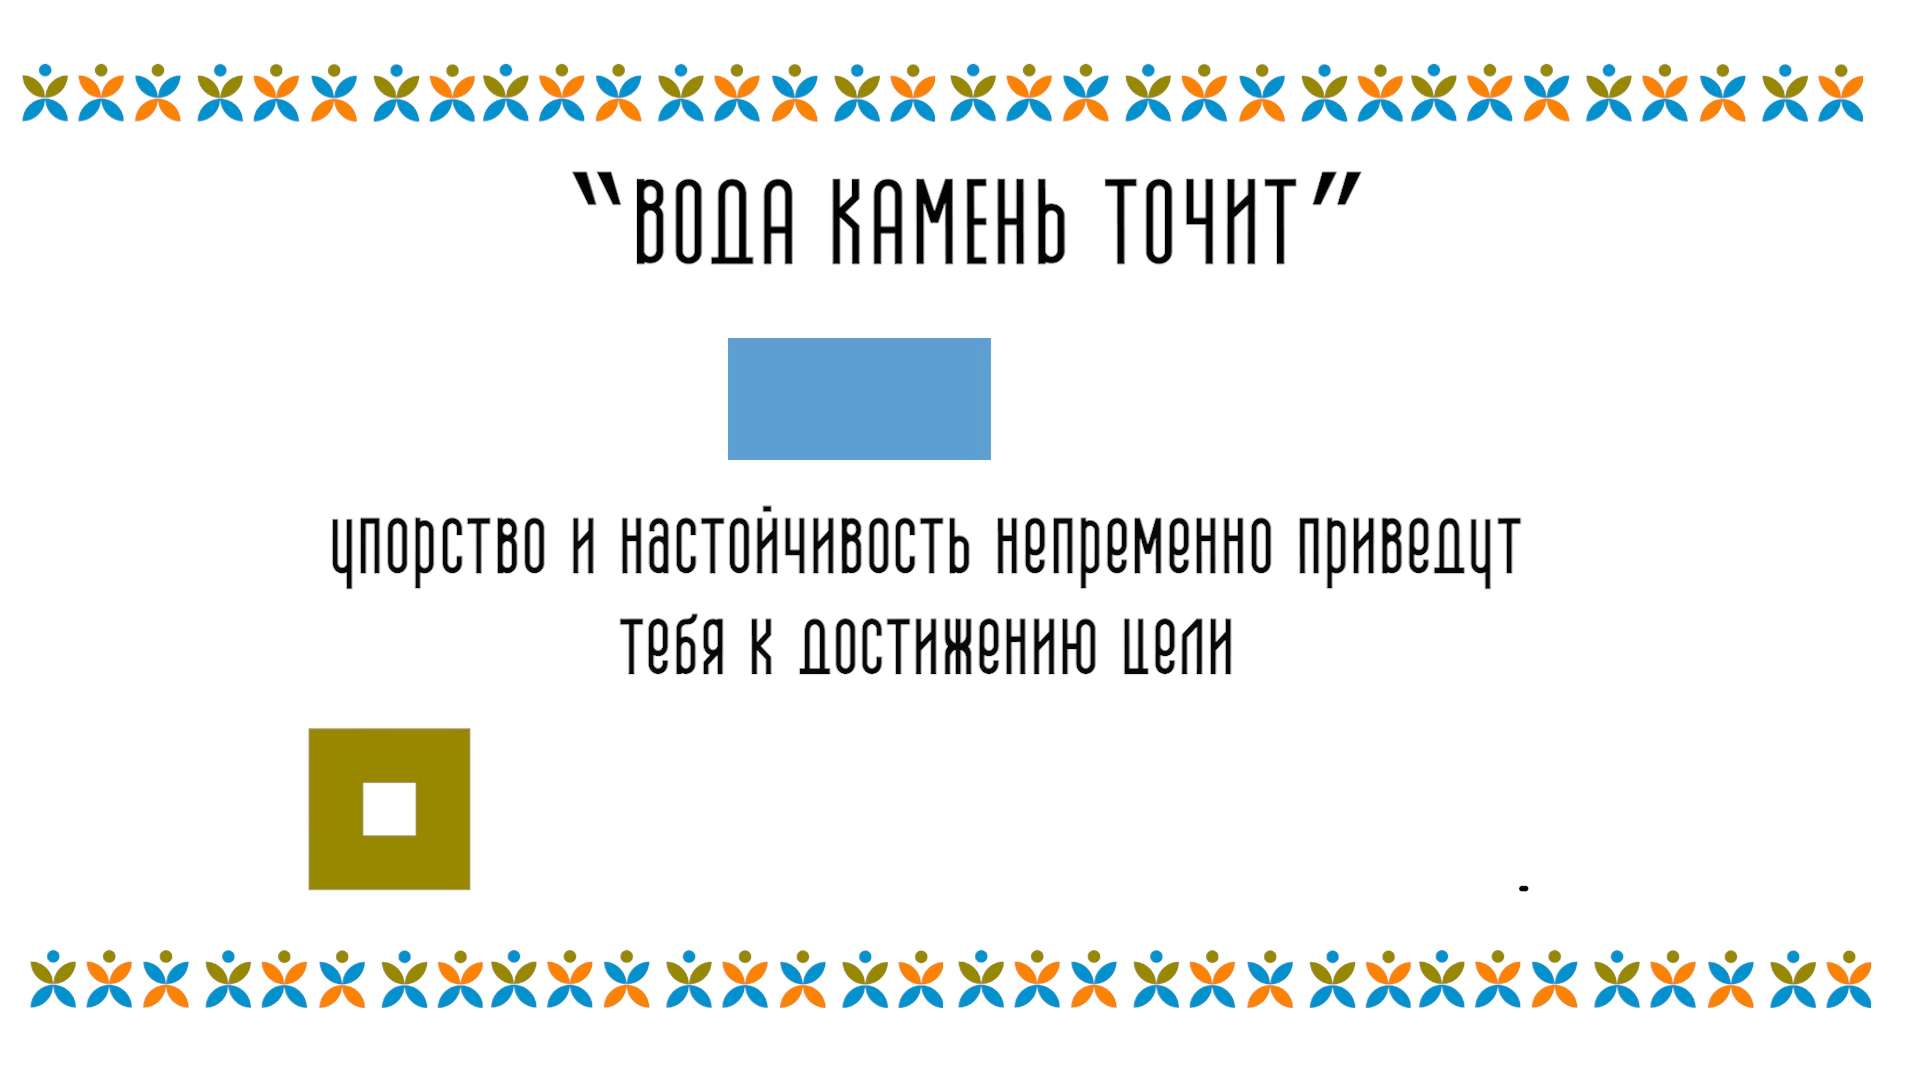 “ВОДА КАМЕНЬ ТОЧИТ”
упорство и настойчивость непременно приведут
тебя к достижению цели